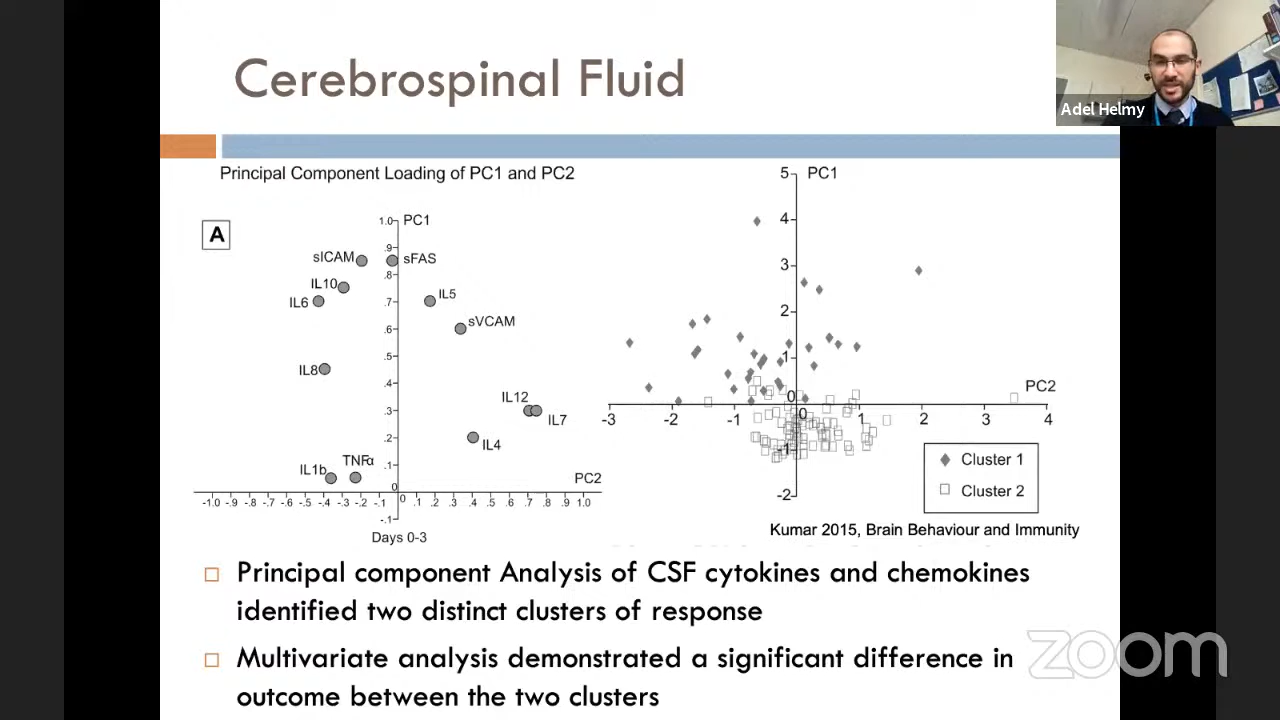 Cerebrospinal Fluid
Adel Helmy
Principal Component Loading of PC1 and PC2
A
1.0 PC1
.9
.8
.7
.6
.5
.4
.3
.2
.1
0
-.1
sICAM
sFAS
IL10
IL6
IL5
sVCAM
IL8
IL12
IL7
IL4
IL1b
TNFα
PC2
-1.0 -.9 -.8 -.7 -.6 -.5 -.4 -.3 -.2 -.1 0 .1 .2 .3 .4 .5 .6 .7 .8 .9 1.0
Days 0-3
5 PC1
4
3
2
1
0
PC2
-3 -2 -1 0 1 2 3 4
-1
-2
Cluster 1
Cluster 2
Kumar 2015, Brain Behaviour and Immunity
Principal component Analysis of CSF cytokines and chemokines
identified two distinct clusters of response
Multivariate analysis demonstrated a significant difference in
outcome between the two clusters
zoom